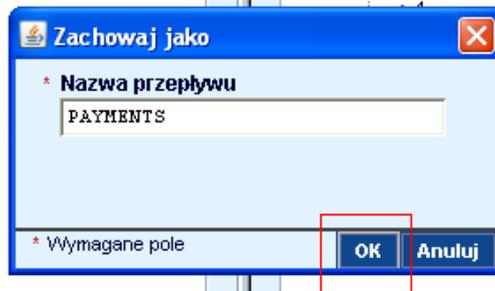 Zachowaj jako
* Nazwa przepływu
PAYMENTS
* Wymagane pole
OK
Anuluj